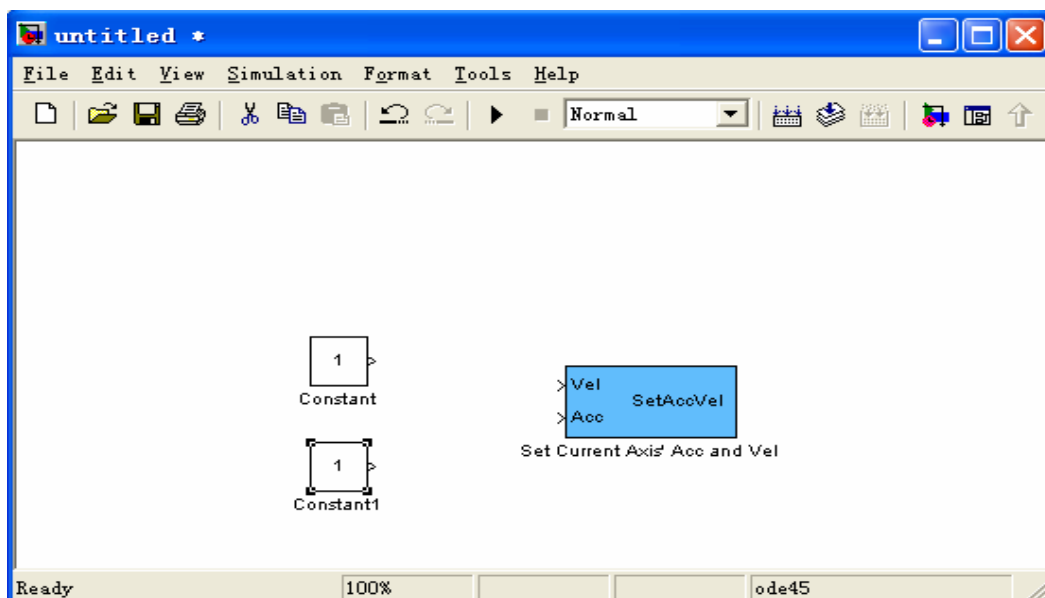 untitled *
File Edit View Simulation Format Tools Help
Normal
1
Constant
Vel
SetAccVel
Acc
Set Current Axis' Acc and Vel
1
Constant1
Ready 100% ode45